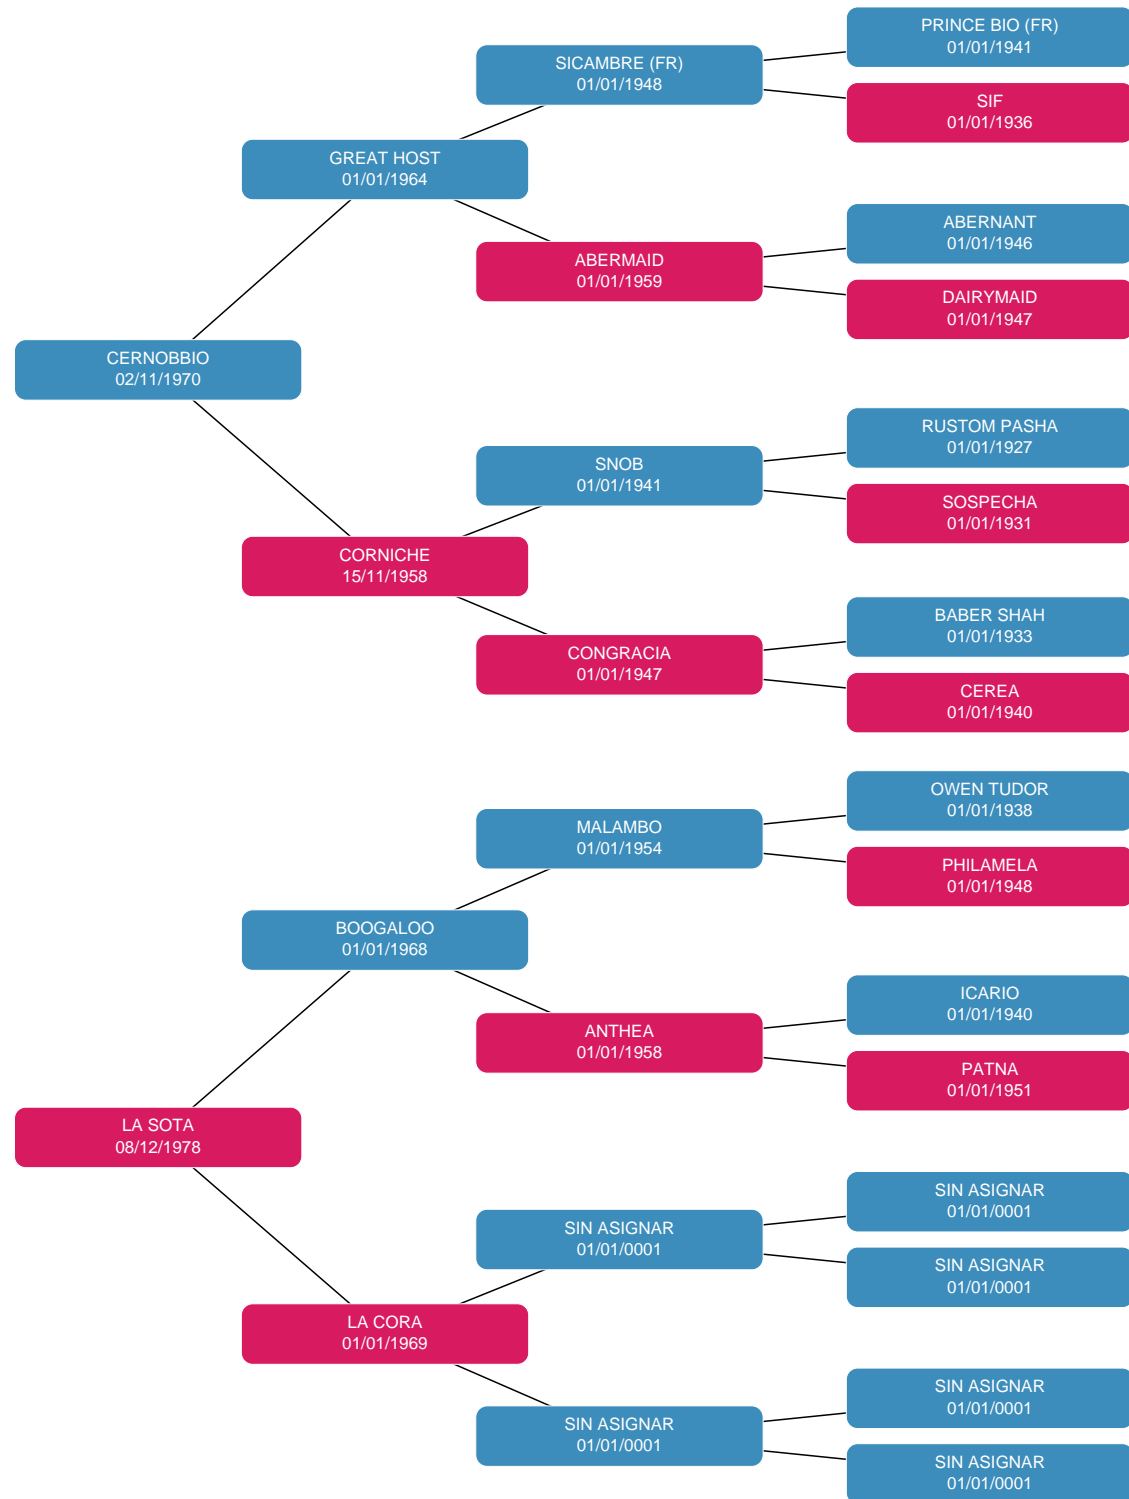 PRINCE BIO (FR)
01/01/1941
SICAMBRE (FR)
01/01/1948
SIF
01/01/1936
GREAT HOST
01/01/1964
ABERNANT
01/01/1946
ABERMAID
01/01/1959
DAIRYMAID
01/01/1947
CERNOBBIO
02/11/1970
RUSTOM PASHA
01/01/1927
SNOB
01/01/1941
SOSPECHA
01/01/1931
CORNICHE
15/11/1958
BABER SHAH
01/01/1933
CONGRACIA
01/01/1947
CEREA
01/01/1940
OWEN TUDOR
01/01/1938
MALAMBO
01/01/1954
PHILAMELA
01/01/1948
BOOGALOO
01/01/1968
ICARIO
01/01/1940
ANTHEA
01/01/1958
PATNA
01/01/1951
LA SOTA
08/12/1978
SIN ASIGNAR
01/01/0001
SIN ASIGNAR
01/01/0001
SIN ASIGNAR
01/01/0001
LA CORA
01/01/1969
SIN ASIGNAR
01/01/0001
SIN ASIGNAR
01/01/0001
SIN ASIGNAR
01/01/0001